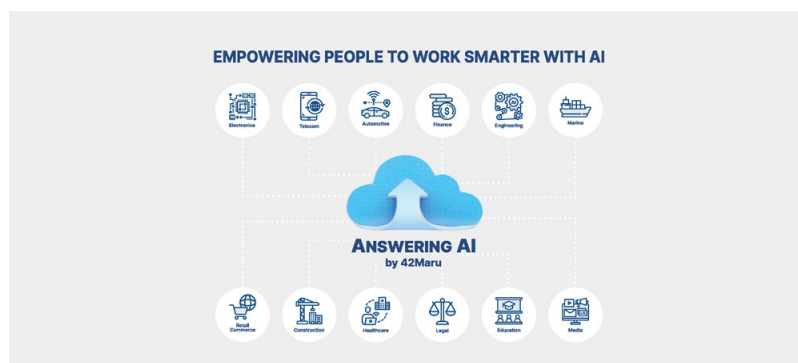 EMPOWERING PEOPLE TO WORK SMARTER WITH AI
Electronics
Telecom
Automotive
Finance
Engineering
Marine
ANSWERING AI
by 42Maru
Retail
Commerce
Construction
Healthcare
Legal
Education
Media